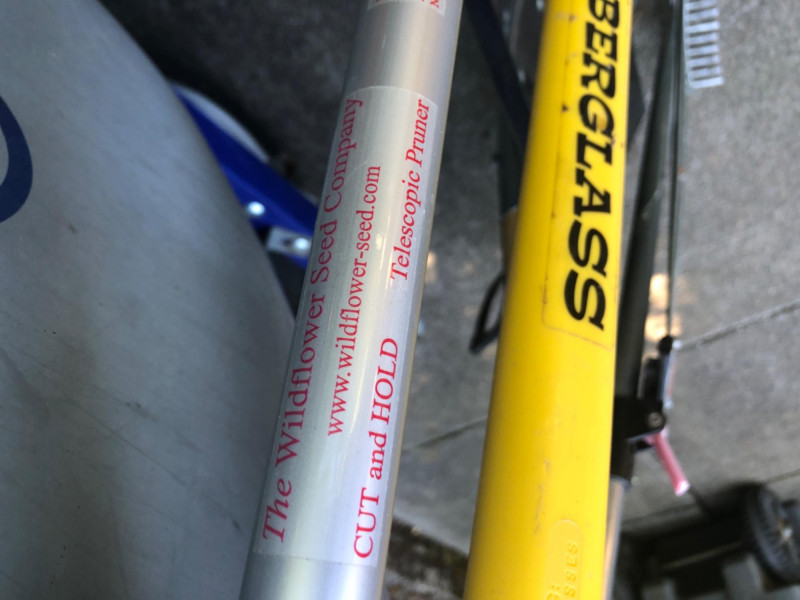 The Wildflower Seed Company
www.wildflower-seed.com
CUT and HOLD Telescopic Pruner
BERGLASS